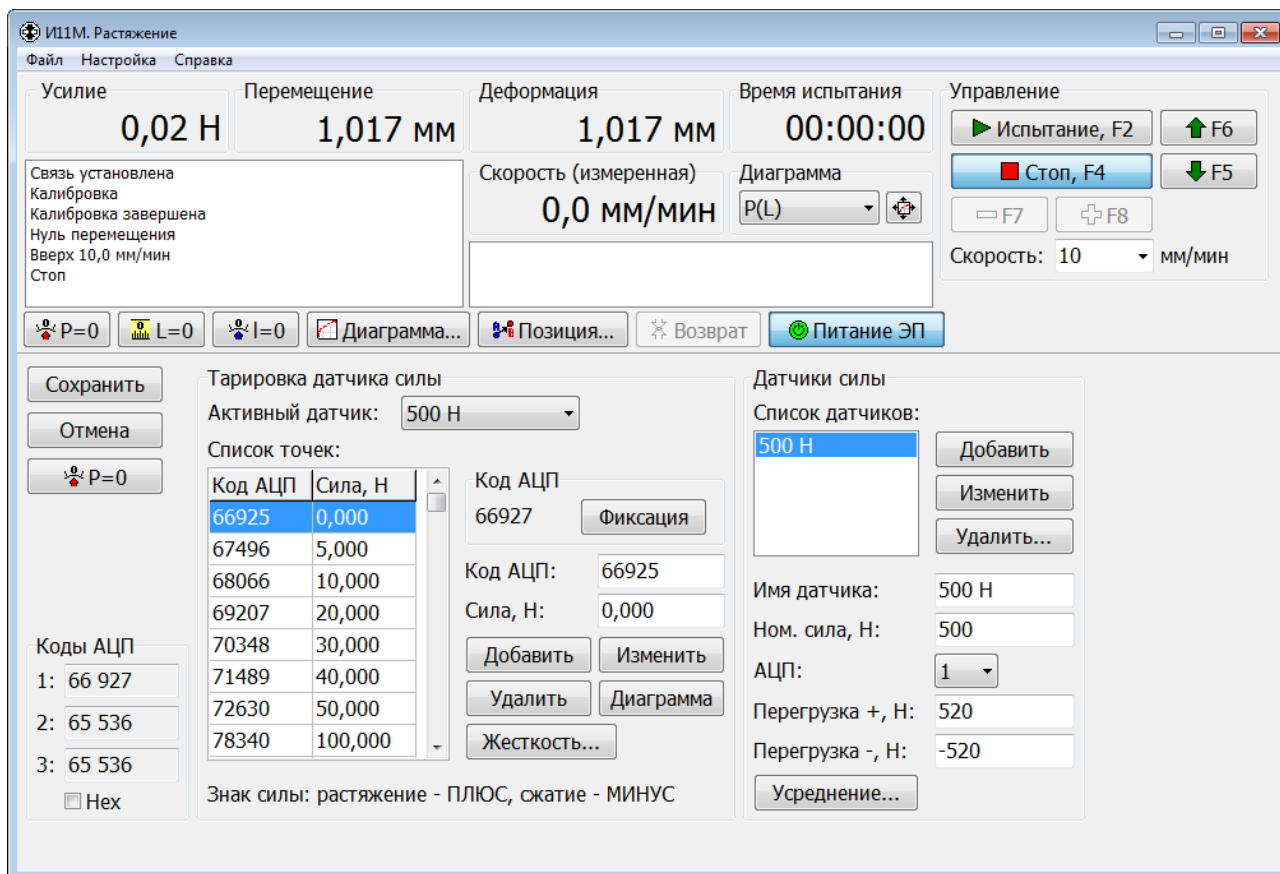 И11М. Растяжение
Файл Настройка Справка
Усилие
0,02 Н
Перемещение
1,017 мм
Деформация
1,017 мм
Время испытания
00:00:00
Управление
Испытание, F2
F6
Стоп, F4
F5
F7
F8
Скорость: 10 мм/мин
Связь установлена
Калибровка
Калибровка завершена
Нуль перемещения
Вверх 10,0 мм/мин
Стоп
Скорость (измеренная)
0,0 мм/мин
Диаграмма
P(L)
P=0
L=0
l=0
Диаграмма...
Позиция...
Возврат
Питание ЭП
Сохранить
Отмена
P=0
Коды АЦП
1: 66 927
2: 65 536
3: 65 536
Hex
Тарировка датчика силы
Активный датчик: 500 Н
Список точек:
Код АЦП Сила, Н
66925 0,000
67496 5,000
68066 10,000
69207 20,000
70348 30,000
71489 40,000
72630 50,000
78340 100,000
Код АЦП
66927 Фиксация
Код АЦП: 66925
Сила, Н: 0,000
Добавить Изменить
Удалить Диаграмма
Жесткость...
Знак силы: растяжение - ПЛЮС, сжатие - МИНУС
Датчики силы
Список датчиков:
500 Н
Добавить
Изменить
Удалить...
Имя датчика: 500 Н
Ном. сила, Н: 500
АЦП: 1
Перегрузка +, Н: 520
Перегрузка -, Н: -520
Усреднение...